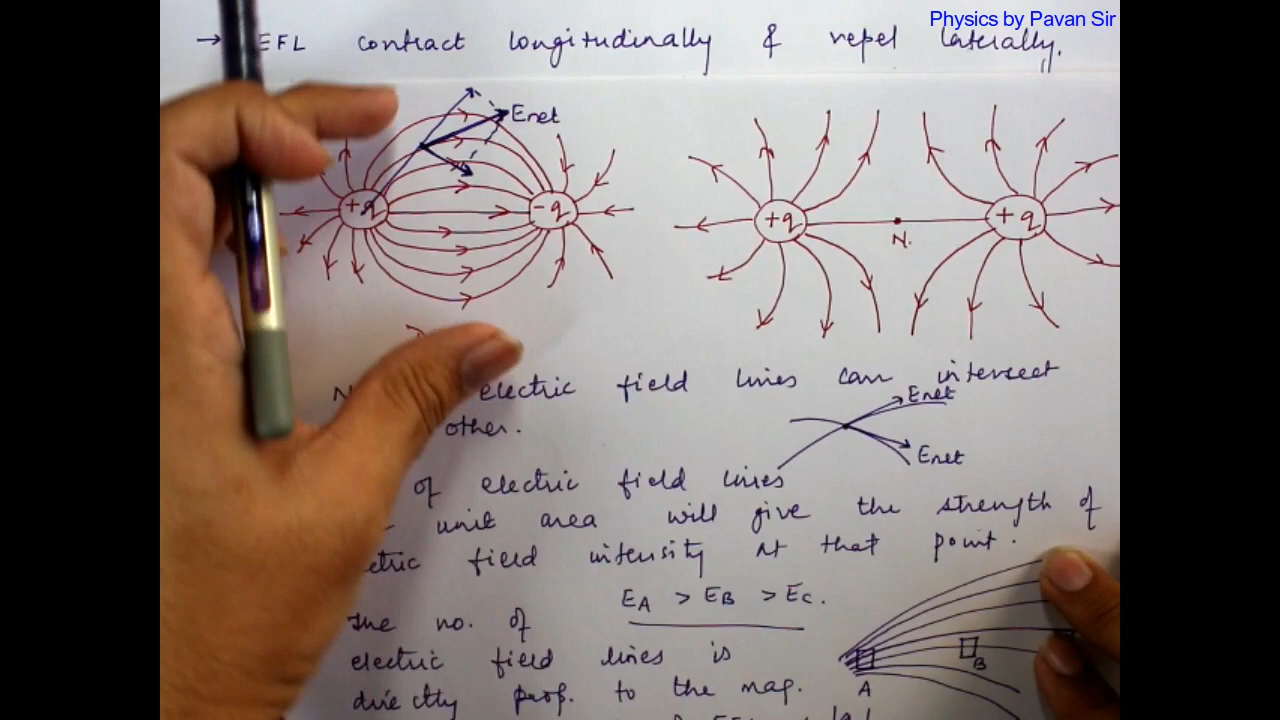 Physics by Pavan Sir
→ EFL contract longitudinally & repel laterally.
Enet
+q
-q
+q
N.
+q
electric field lines can intersect
other.
Enet
Enet
of electric field lines
unit area will give the strength of
field intensity at that point.
EA > EB > EC.
The no. of
electric field lines is
directly prop. to the mag.
A
B